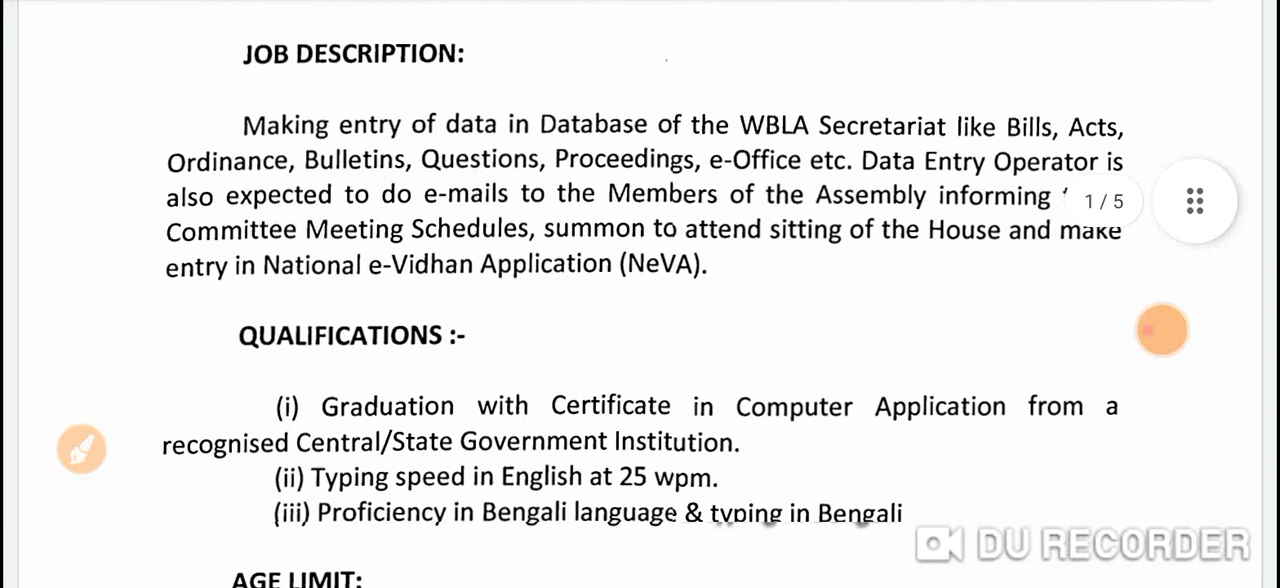 JOB DESCRIPTION:
Making entry of data in Database of the WBLA Secretariat like Bills, Acts,
Ordinance, Bulletins, Questions, Proceedings, e-Office etc. Data Entry Operator is
also expected to do e-mails to the Members of the Assembly informing
1 / 5
Committee Meeting Schedules, summon to attend sitting of the House and make
entry in National e-Vidhan Application (NeVA).
QUALIFICATIONS :-
(i) Graduation with Certificate in Computer Application from a
recognised Central/State Government Institution.
(ii) Typing speed in English at 25 wpm.
(iii) Proficiency in Bengali language & typing in Bengali
DU RECORDER
AGE LIMIT: